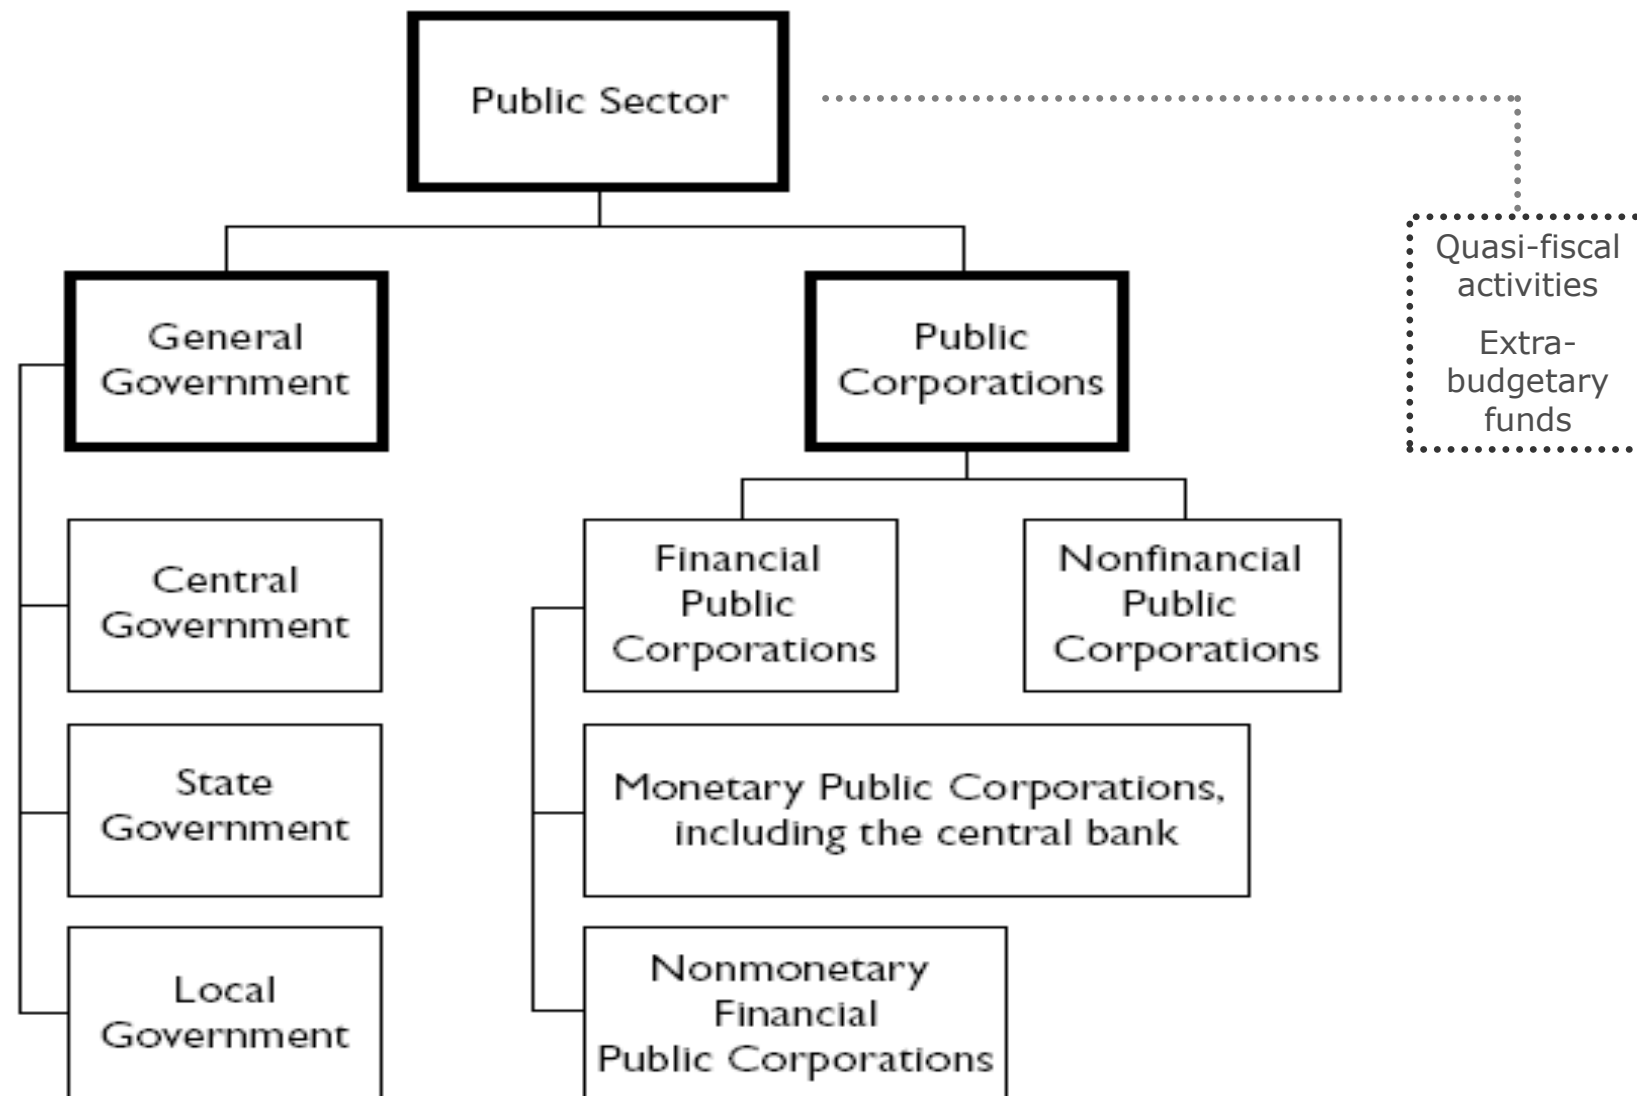 Public Sector
Quasi-fiscal
activities
Extra-
budgetary
funds
General
Government
Public
Corporations
Central
Government
Financial
Public
Corporations
Nonfinancial
Public
Corporations
State
Government
Monetary Public Corporations,
including the central bank
Local
Government
Nonmonetary
Financial
Public Corporations